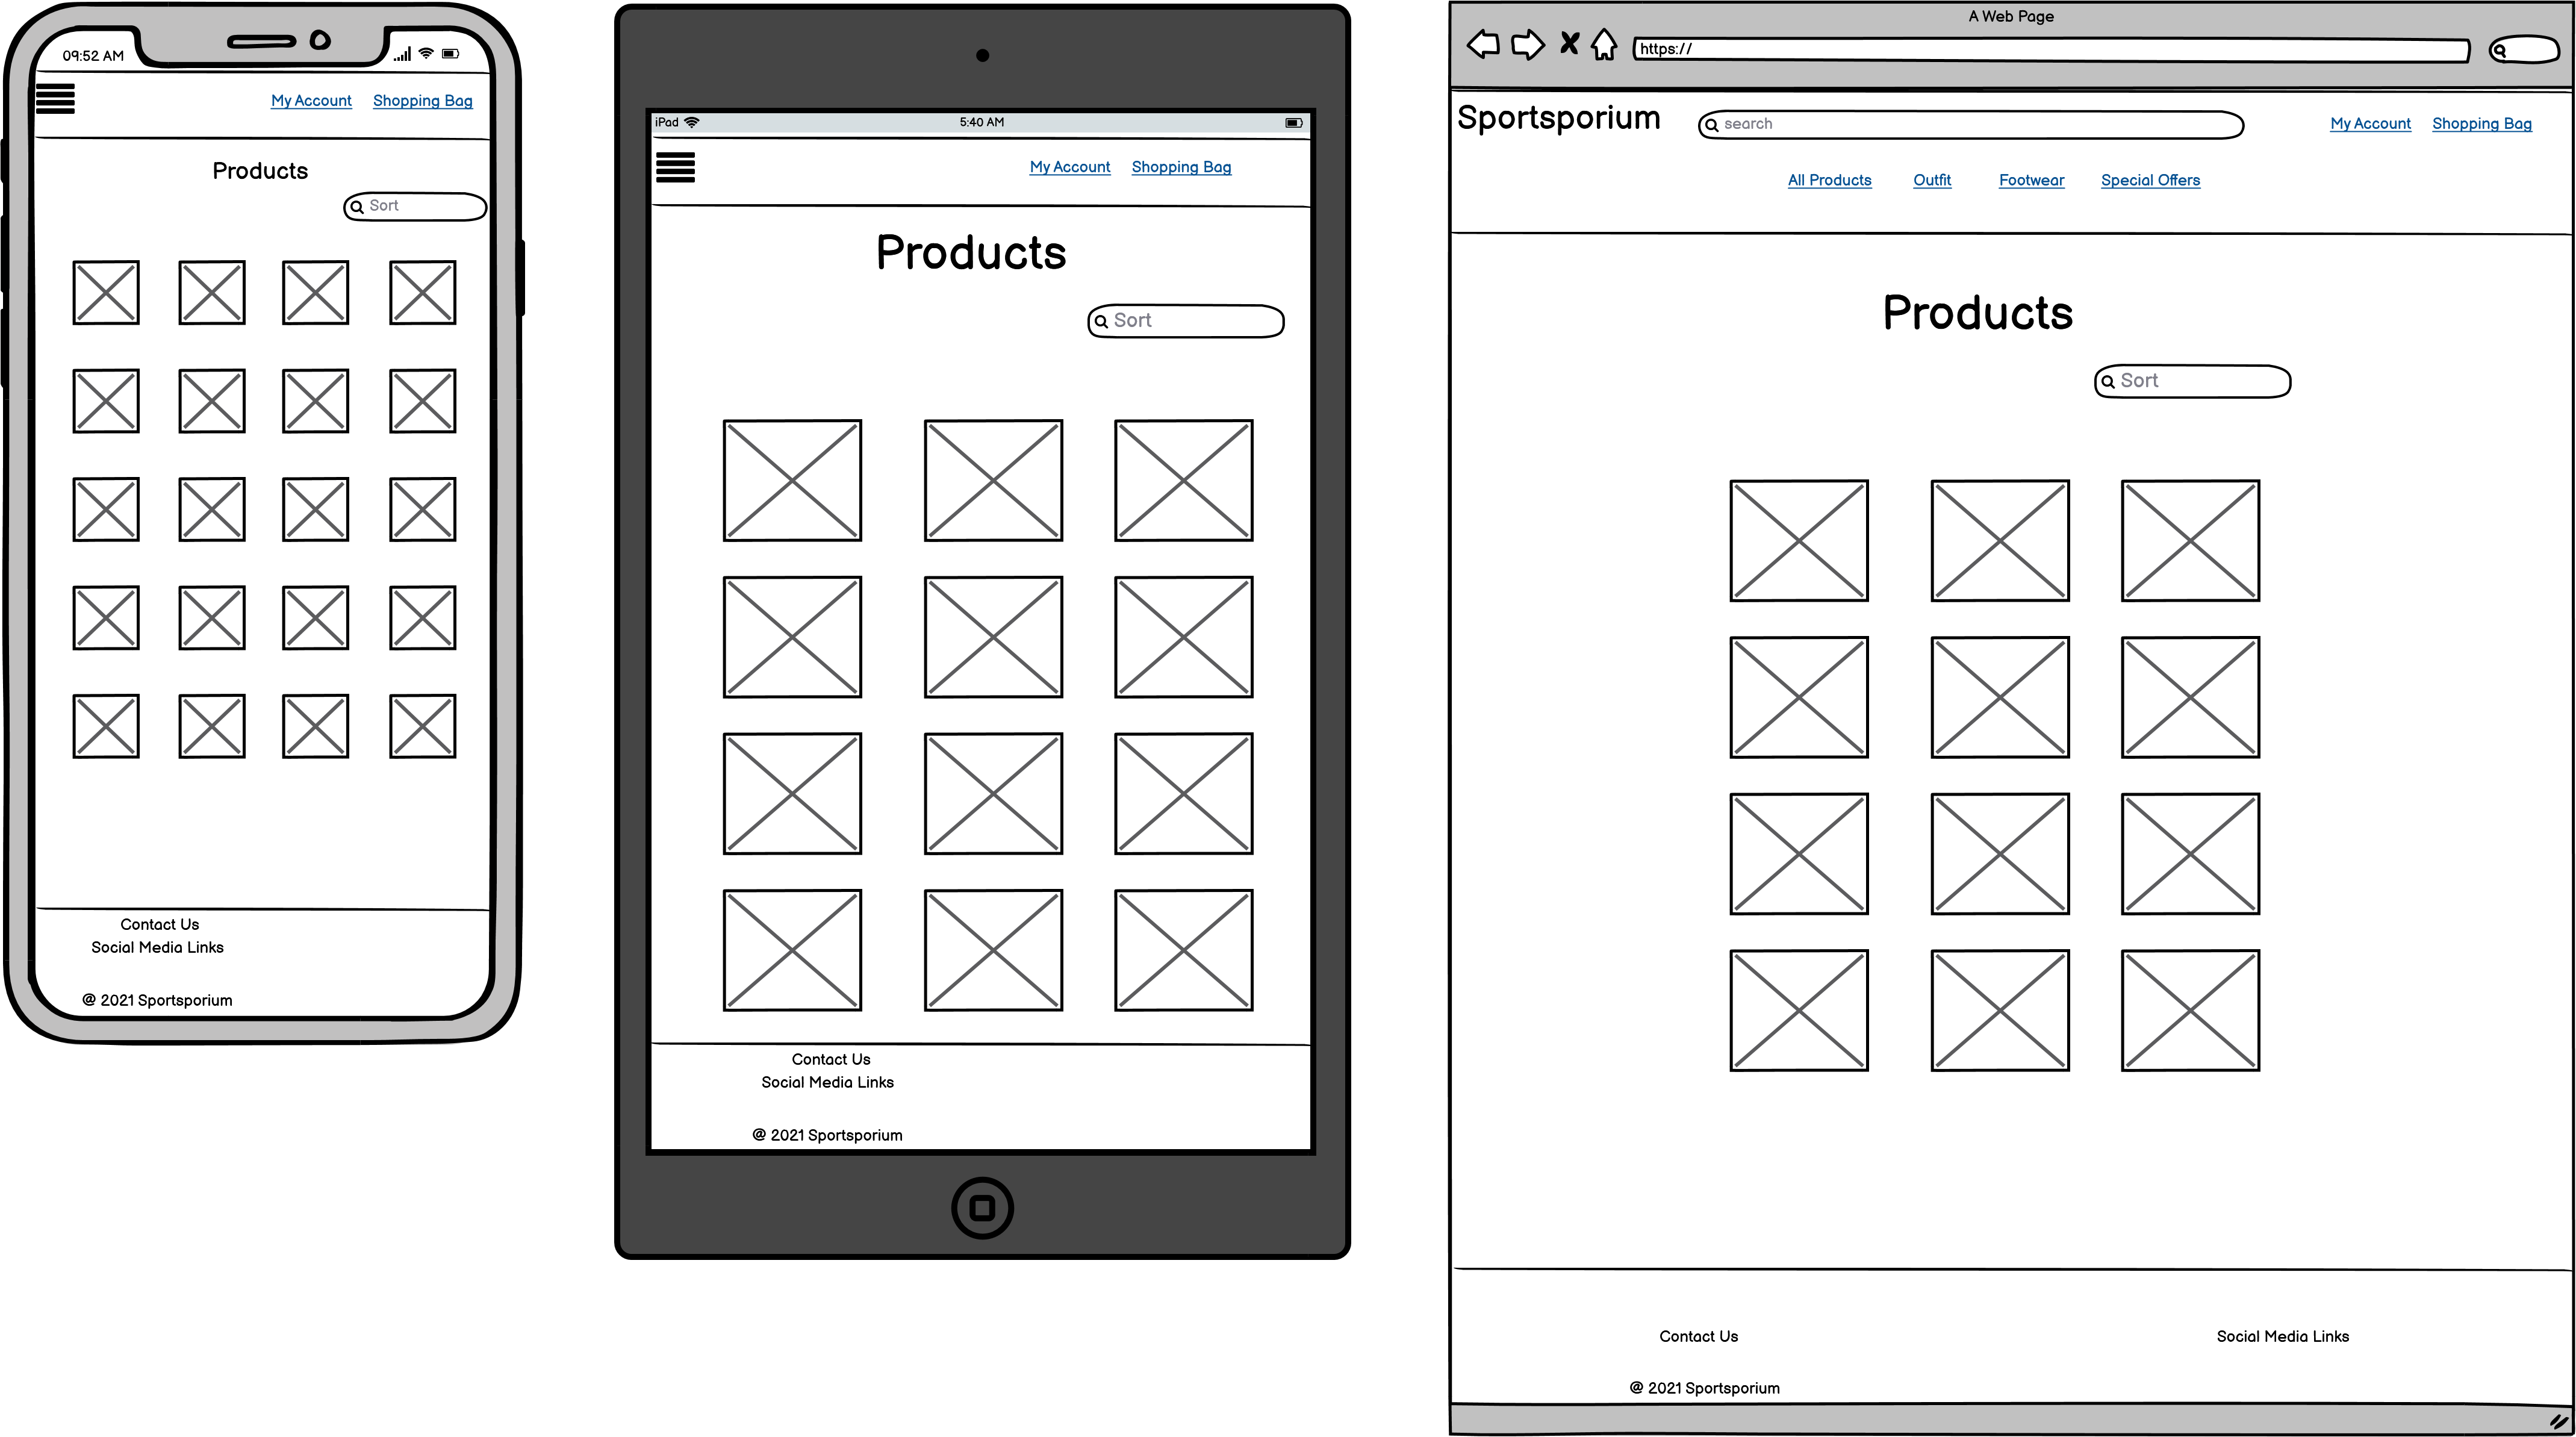 09:52 AM
My Account Shopping Bag
Products
Sort
Contact Us
Social Media Links
@ 2021 Sportsporium
iPad 5:40 AM
My Account Shopping Bag
Products
Sort
Contact Us
Social Media Links
@ 2021 Sportsporium
A Web Page
https://
Sportsporium search My Account Shopping Bag
All Products Outfit Footwear Special Offers
Products
Sort
Contact Us Social Media Links
@ 2021 Sportsporium